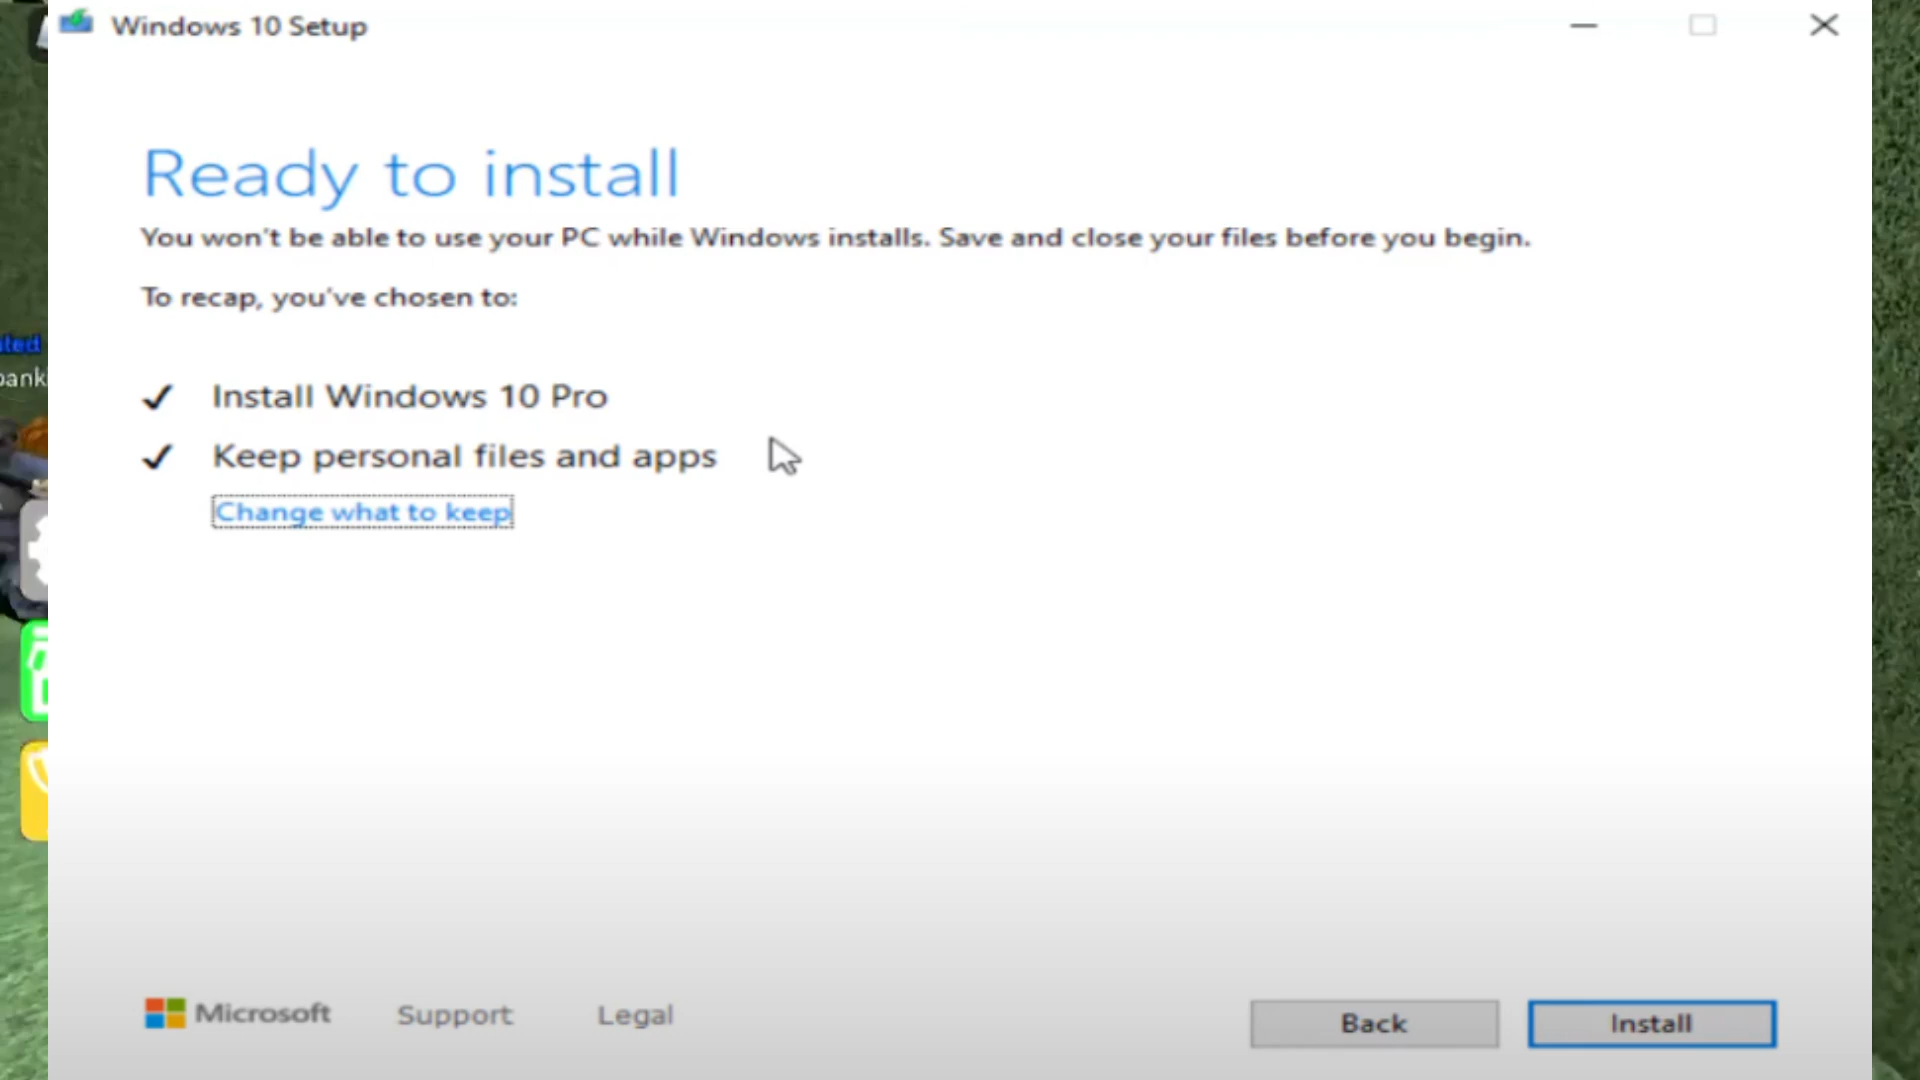 Windows 10 Setup
Ready to install
You won't be able to use your PC while Windows installs. Save and close your files before you begin.
To recap, you've chosen to:
Install Windows 10 Pro
Keep personal files and apps
Change what to keep
Microsoft Support Legal Back Install